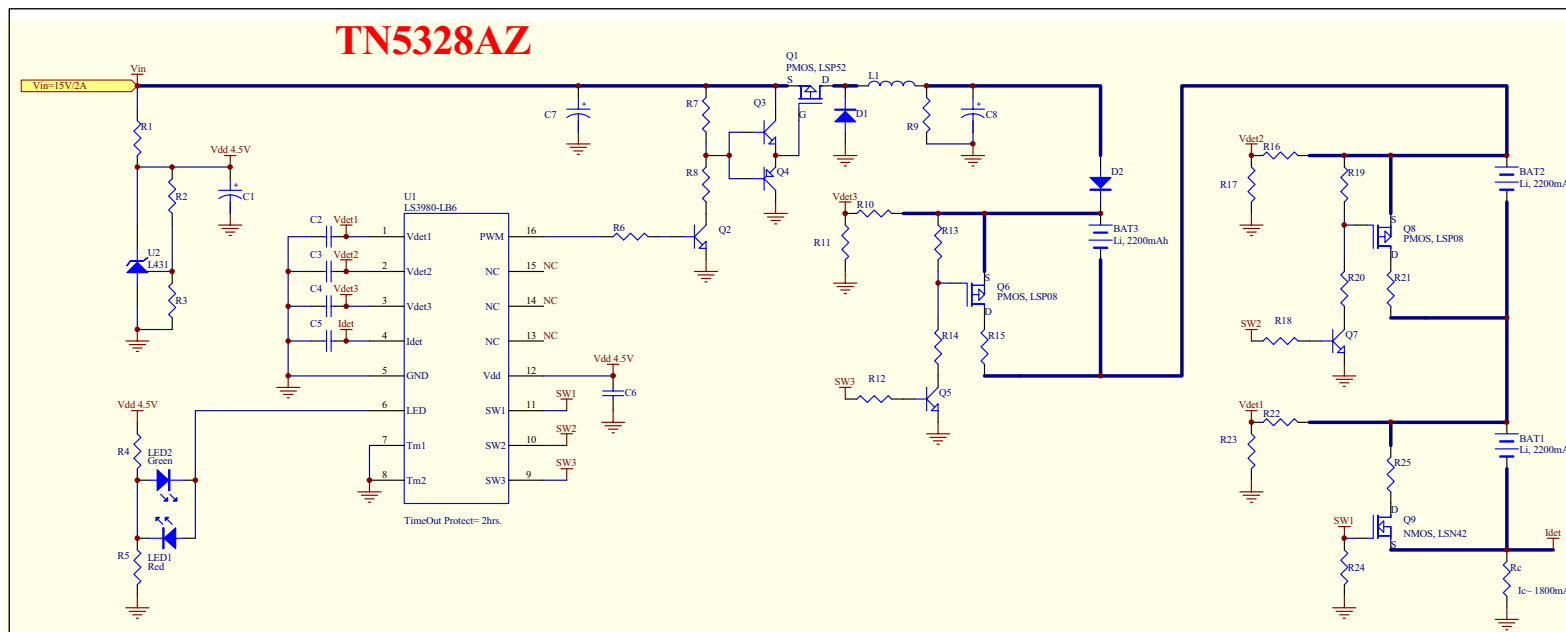 TN5328AZ
Vin
Vin=15V/2A
R1
Vdd 4.5V
R2
C1
U2
L431
R3
C7
R7
R8
Q3
Q4
Q1
PMOS, LSP52
S
D
G
D1
L1
R9
C8
D2
U1
LS3980-LB6
C2
Vdet1
1
Vdet1
C3
Vdet2
2
Vdet2
C4
Vdet3
3
Vdet3
C5
Idet
4
Idet
5
GND
6
LED
7
Tm1
8
Tm2
PWM
16
NC
15
NC
NC
14
NC
NC
13
NC
Vdd
12
SW1
11
SW1
SW2
10
SW2
SW3
9
SW3
TimeOut Protect= 2hrs.
R6
Q2
Vdd 4.5V
C6
Vdd 4.5V
R4
LED2
Green
R5
LED1
Red
Vdet3
R10
R11
R13
BAT3
Li, 2200mAh
S
Q6
PMOS, LSP08
D
R14
R15
SW3
R12
Q5
Vdet2
R16
R17
R19
BAT2
Li, 2200mA
S
Q8
PMOS, LSP08
D
R20
R21
SW2
R18
Q7
Vdet1
R22
R23
BAT1
Li, 2200mA
R25
D
Q9
NMOS, LSN42
S
SW1
R24
Idet
Rc
Ic~ 1800mA